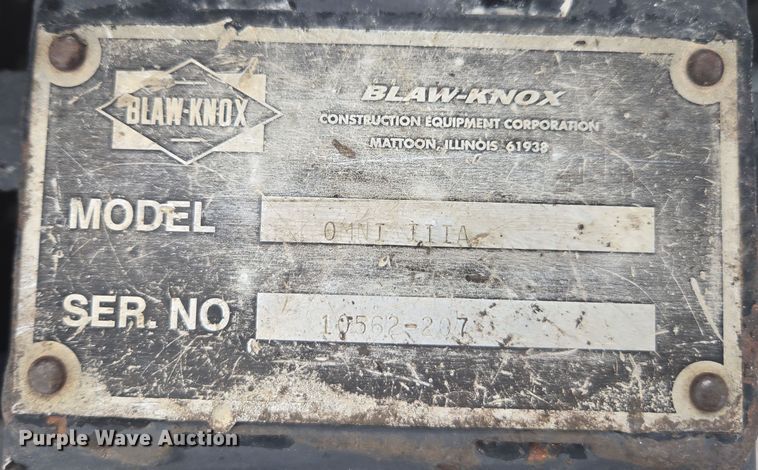 BLAW-KNOX
BLAW-KNOX
CONSTRUCTION EQUIPMENT CORPORATION
MATTOON, ILLINOIS 61938
MODEL OMNI IIIA
SER. NO 10562-207
Purple Wave Auction